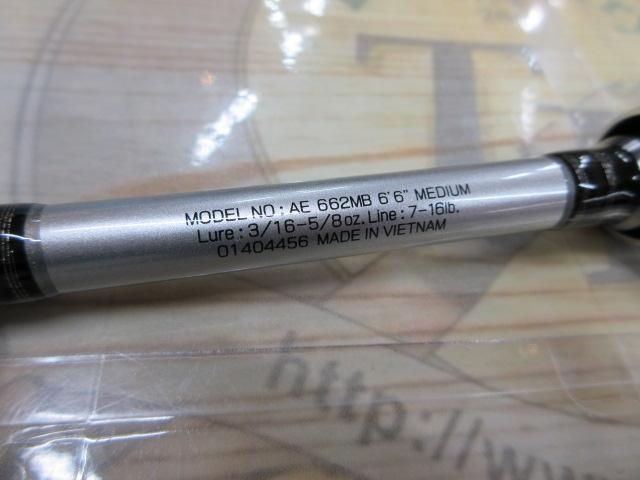 MODEL NO : AE 662MB 6'6" MEDIUM
Lure : 3/16-5/8oz. Line : 7-16lb.
01404456 MADE IN VIETNAM
http://www